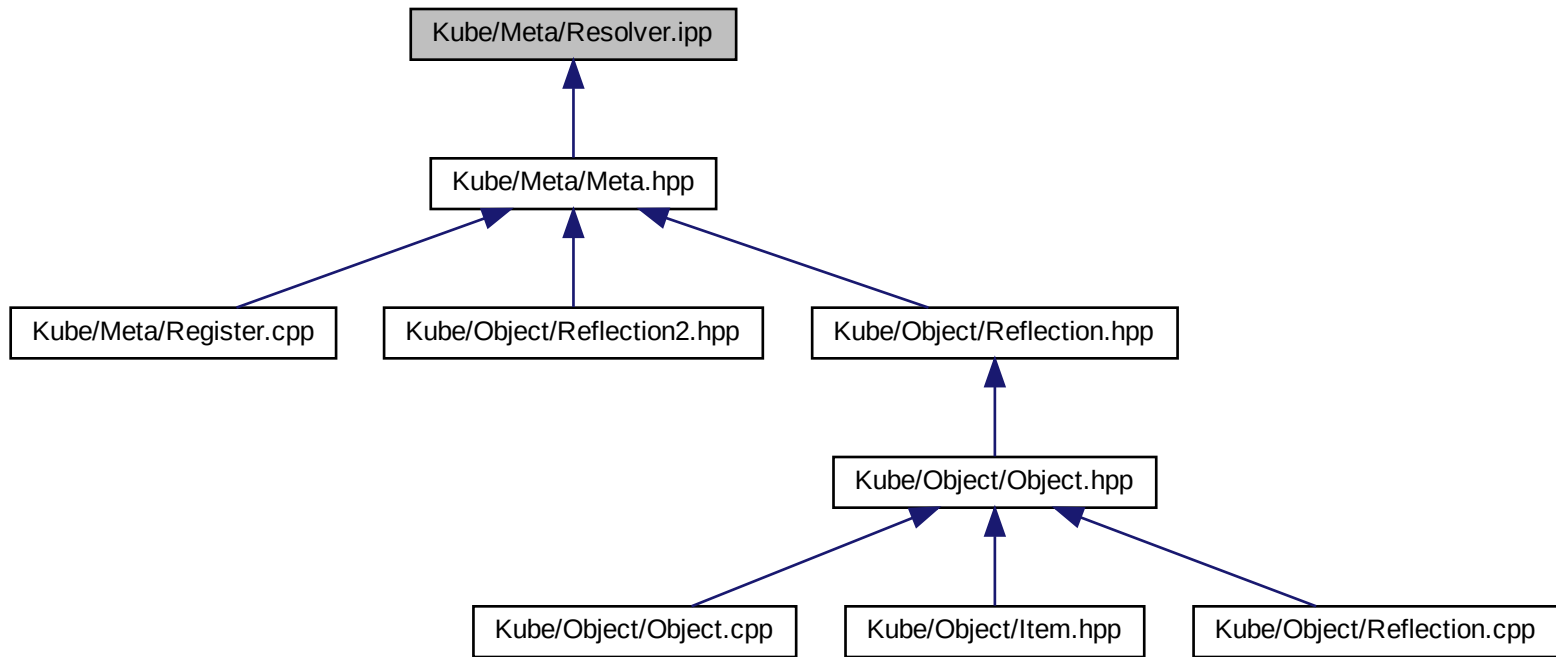 Kube/Meta/Resolver.ipp
Kube/Meta/Meta.hpp
Kube/Meta/Register.cpp
Kube/Object/Reflection2.hpp
Kube/Object/Reflection.hpp
Kube/Object/Object.hpp
Kube/Object/Object.cpp
Kube/Object/Item.hpp
Kube/Object/Reflection.cpp